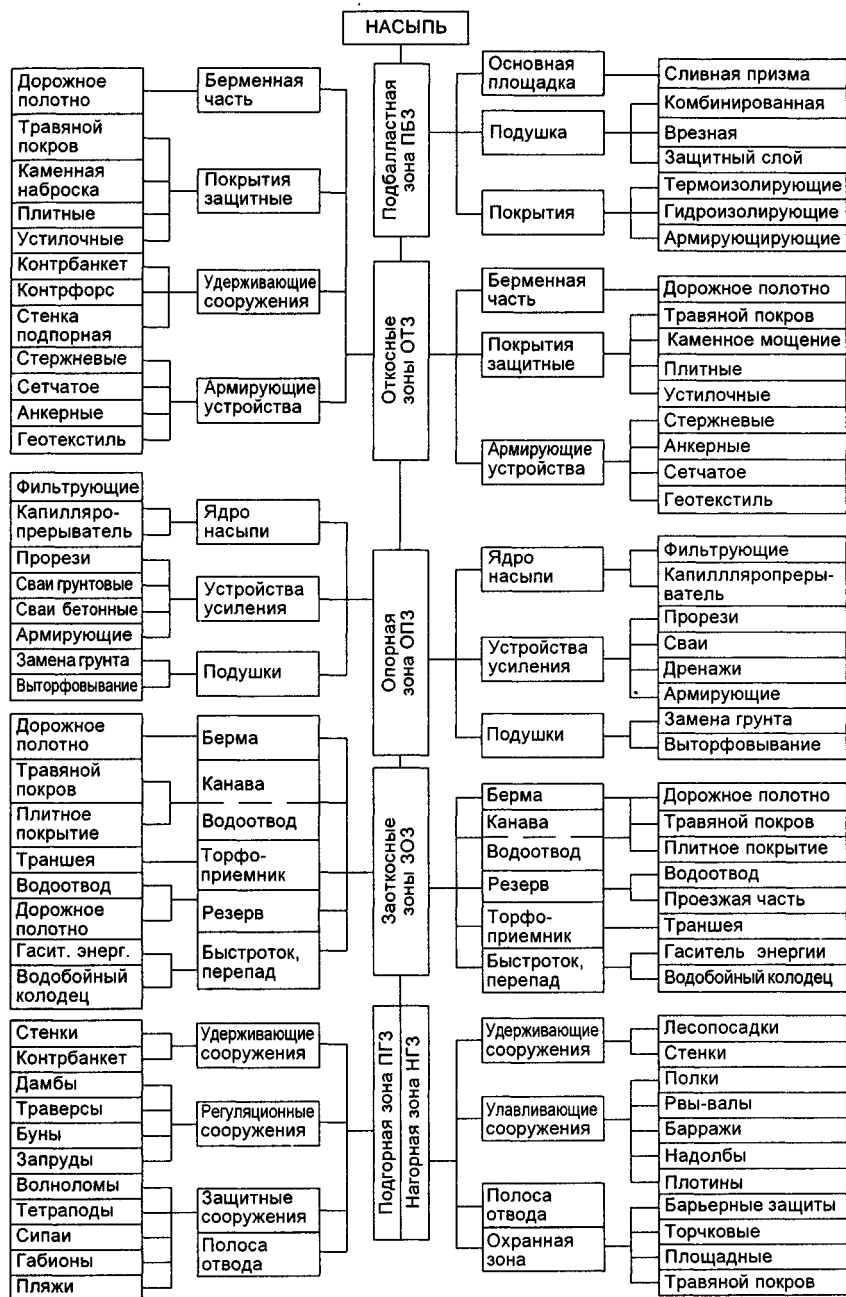 НАСЫПЬ
Подбалластная
зона ПБЗ
Основная
площадка
Сливная призма
Подушка
Комбинированная
Врезная
Защитный слой
Покрытия
Термоизолирующие
Гидроизолирующие
Армирующирующие
Дорожное
полотно
Берменная
часть
Травяной
покров
Каменная
наброска
Плитные
Устилочные
Покрытия
защитные
Контрбанкет
Контрфорс
Стенка
подпорная
Удерживающие
сооружения
Стержневые
Сетчатое
Анкерные
Геотекстиль
Армирующие
устройства
Откосные
зоны ОТЗ
Берменная
часть
Дорожное полотно
Покрытия
защитные
Травяной покров
Каменное мощение
Плитные
Устилочные
Армирующие
устройства
Стержневые
Анкерные
Сетчатое
Геотекстиль
Фильтрующие
Капилляро-
прерыватель
Ядро
насыпи
Прорези
Сваи грунтовые
Сваи бетонные
Армирующие
Устройства
усиления
Замена грунта
Выторфовывание
Подушки
Опорная
зона ОПЗ
Ядро
насыпи
Фильтрующие
Капиллляропреры-
ватель
Устройства
усиления
Прорези
Сваи
Дренажи
Армирующие
Подушки
Замена грунта
Выторфовывание
Дорожное
полотно
Берма
Травяной
покров
Плитное
покрытие
Канава
Водоотвод
Траншея
Торфо-
приемник
Водоотвод
Дорожное
полотно
Резерв
Гасит. энерг.
Водобойный
колодец
Быстроток,
перепад
Заоткосные
зоны ЗОЗ
Берма
Дорожное полотно
Канава
Водоотвод
Травяной покров
Плитное покрытие
Резерв
Водоотвод
Проезжая часть
Торфо-
приемник
Траншея
Быстроток,
перепад
Гаситель энергии
Водобойный колодец
Стенки
Контрбанкет
Удерживающие
сооружения
Дамбы
Траверсы
Буны
Запруды
Регуляционные
сооружения
Волноломы
Тетраподы
Сипаи
Габионы
Пляжи
Защитные
сооружения
Полоса
отвода
Подгорная зона ПГЗ
Нагорная зона НГЗ
Удерживающие
сооружения
Лесопосадки
Стенки
Улавливающие
сооружения
Полки
Рвы-валы
Барражи
Надолбы
Плотины
Полоса
отвода
Охранная
зона
Барьерные защиты
Торчковые
Площадные
Травяной покров